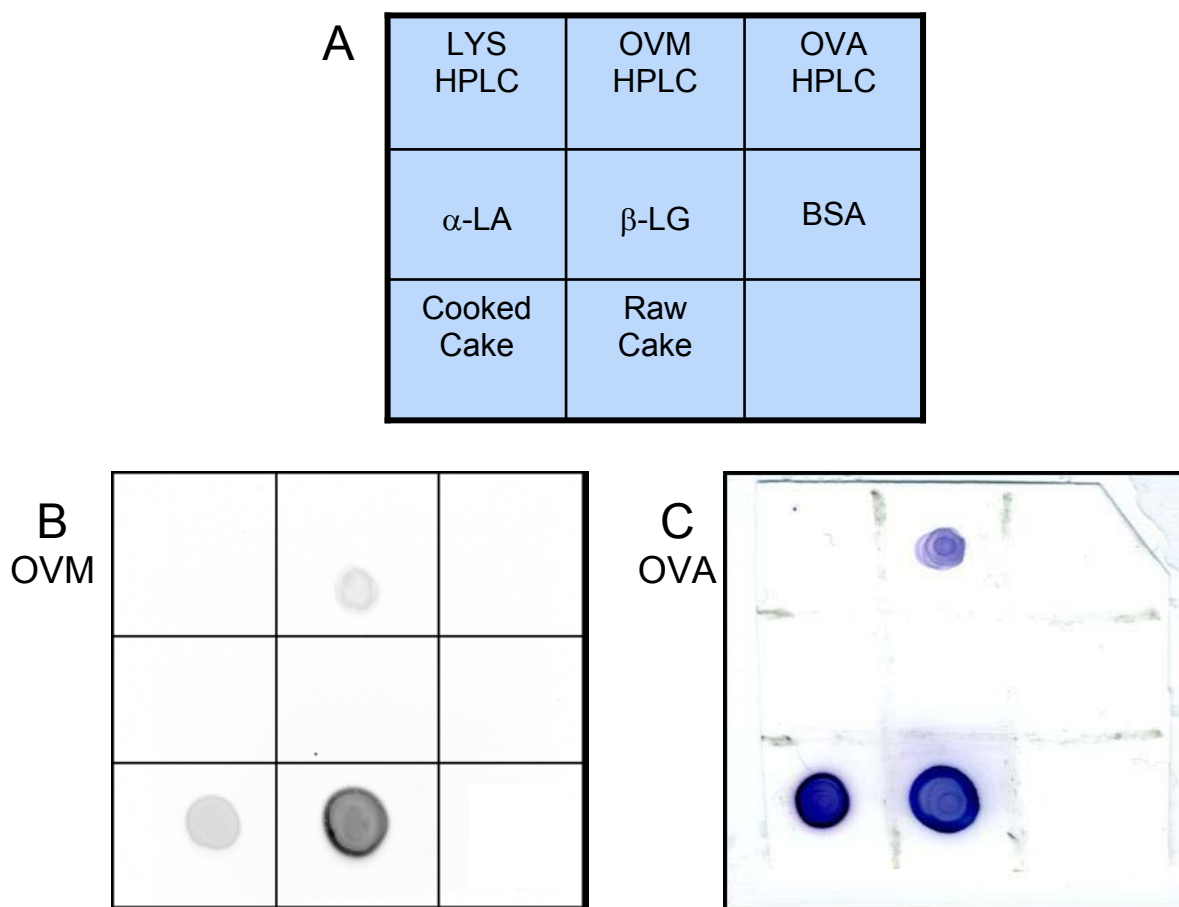 A
LYS
HPLC
OVM
HPLC
OVA
HPLC
α-LA
β-LG
BSA
Cooked
Cake
Raw
Cake
B
OVM
C
OVA